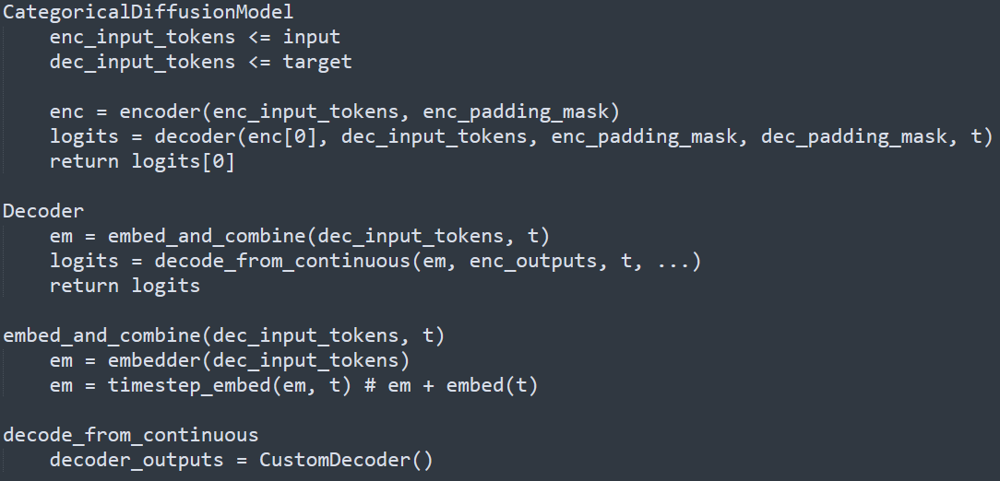 CategoricalDiffusionModel
    enc_input_tokens <= input
    dec_input_tokens <= target

    enc = encoder(enc_input_tokens, enc_padding_mask)
    logits = decoder(enc[0], dec_input_tokens, enc_padding_mask, dec_padding_mask, t)
    return logits[0]

Decoder
    em = embed_and_combine(dec_input_tokens, t)
    logits = decode_from_continuous(em, enc_outputs, t, ...)
    return logits

embed_and_combine(dec_input_tokens, t)
    em = embedder(dec_input_tokens)
    em = timestep_embed(em, t) # em + embed(t)

decode_from_continuous
    decoder_outputs = CustomDecoder()